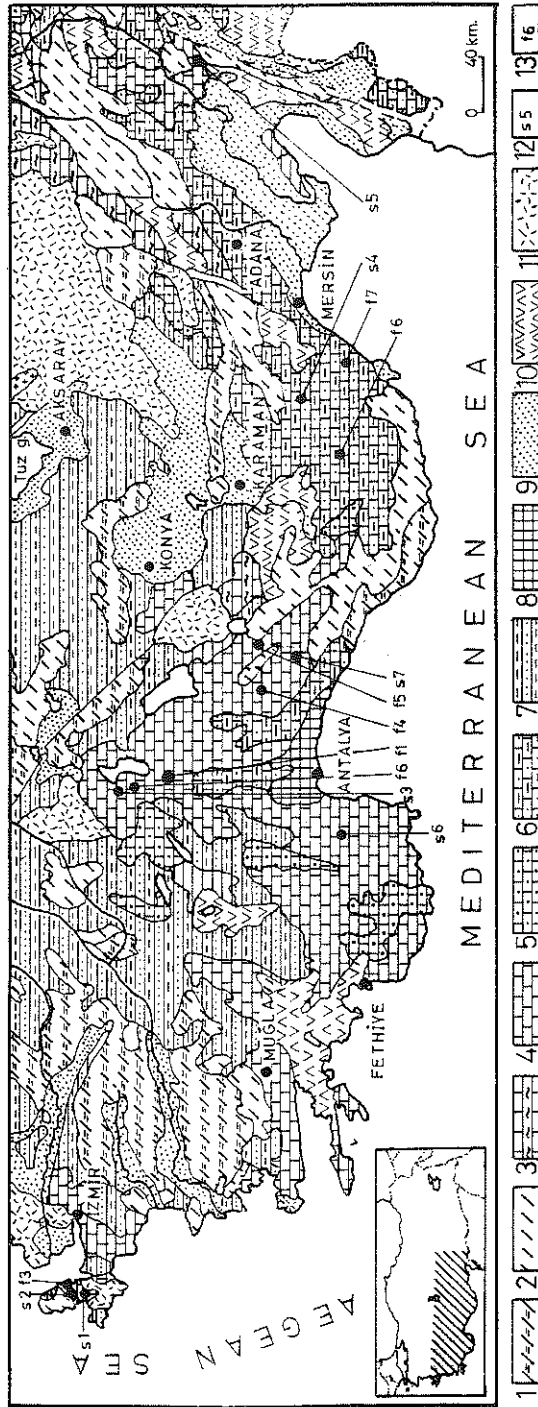 Tuz g.
AKSARAY
KONYA
KARAMAN
ADANA
MERSİN
İZMİR
MUĞLA
FETHİYE
ANTALYA
s2 f3
s1
s5
s4
f7
f6
s7
f5
f4
f1
f6
s3
s6
AEGEAN
SEA
MEDITERRANEAN SEA
0 40 km.
1
2
3
4
5
6
7
8
9
10
11
12 s5
13 f6